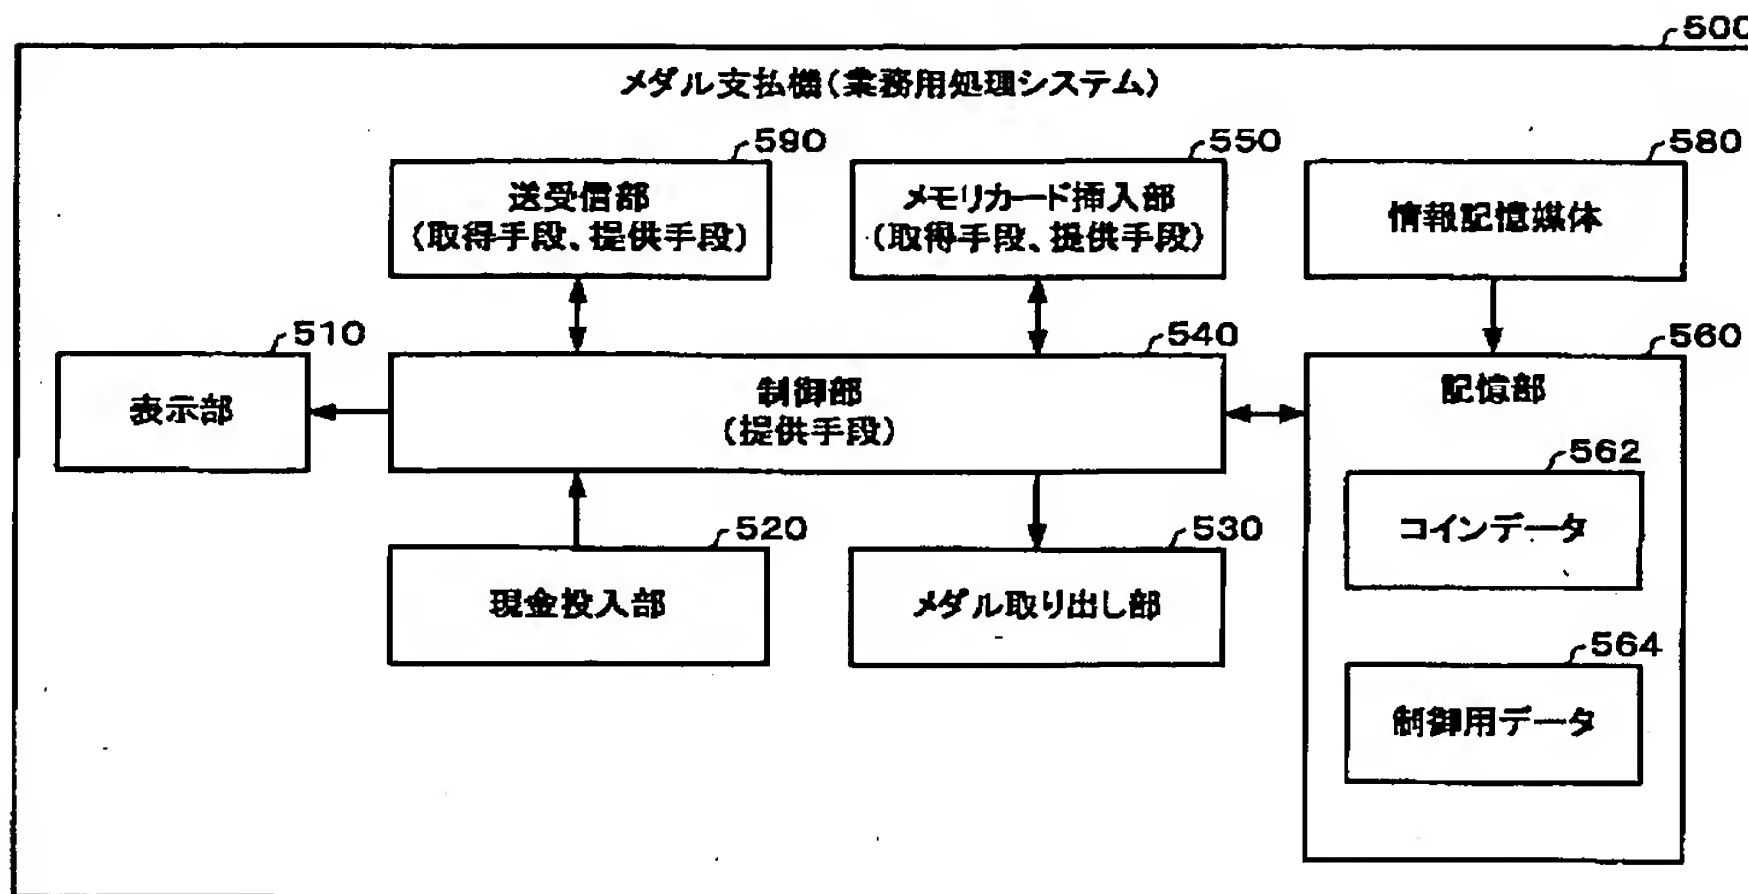 500
メダル支払機(業務用処理システム)
590
550
580
送受信部
(取得手段、提供手段)
メモリカード挿入部
(取得手段、提供手段)
情報記憶媒体
510
540
560
表示部
制御部
(提供手段)
記憶部
562
コインデータ
520
530
現金投入部
メダル取り出し部
564
制御用データ